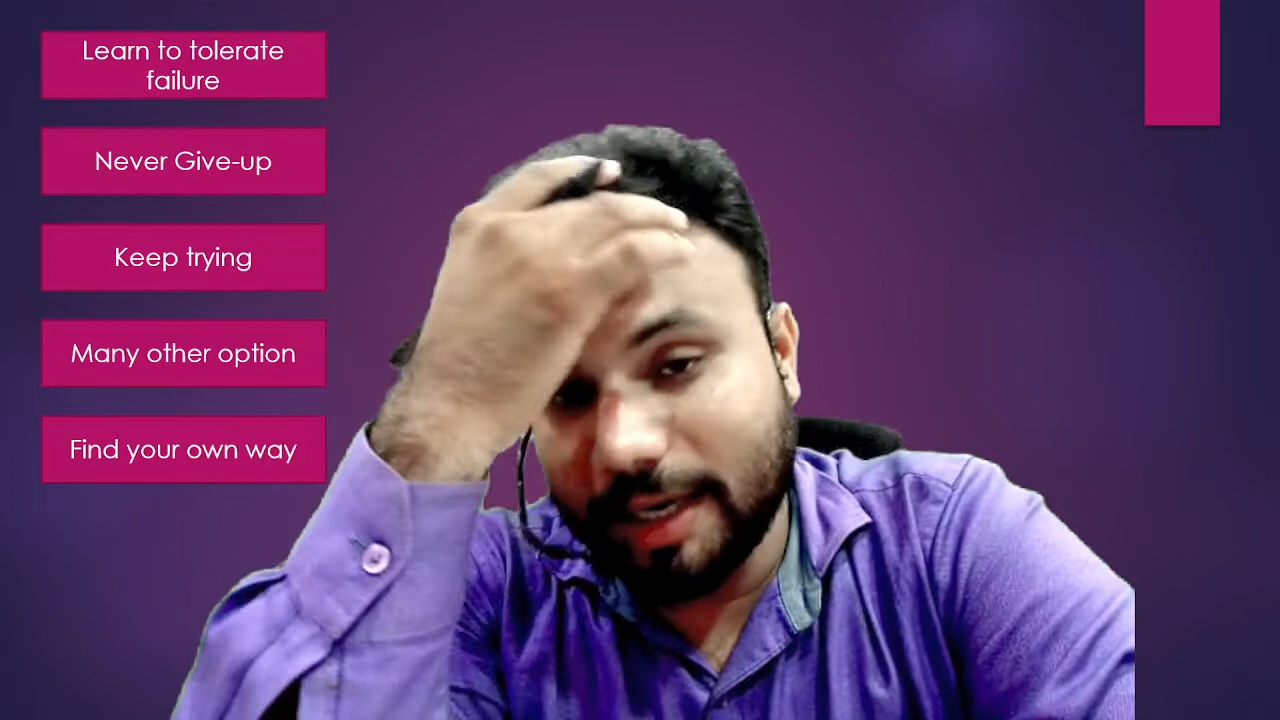 Learn to tolerate
failure
Never Give-up
Keep trying
Many other option
Find your own way